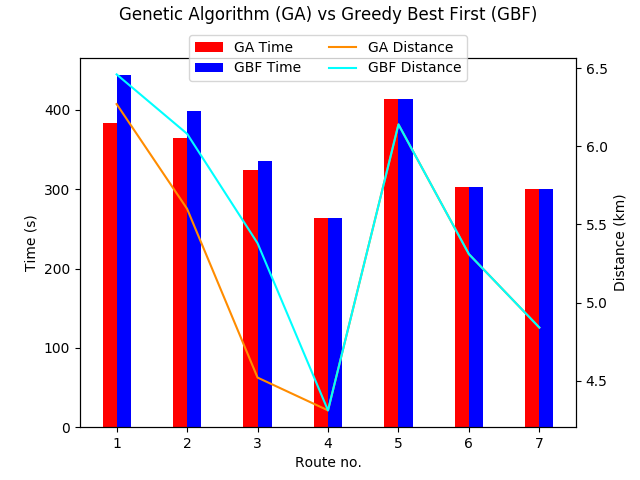 Genetic Algorithm (GA) vs Greedy Best First (GBF)
GA Time GA Distance
GBF Time GBF Distance
6.5
400
6.0
300
5.5
200
5.0
100
4.5
0
Time (s)
Distance (km)
1 2 3 4 5 6 7
Route no.